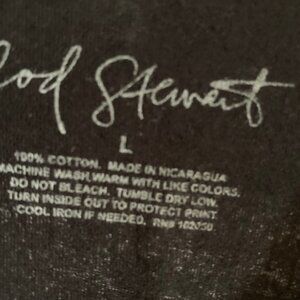 od Stewart
L
100% COTTON. MADE IN NICARAGUA
MACHINE WASH WARM WITH LIKE COLORS.
DO NOT BLEACH. TUMBLE DRY LOW.
TURN INSIDE OUT TO PROTECT PRINT.
COOL IRON IF NEEDED. RN#